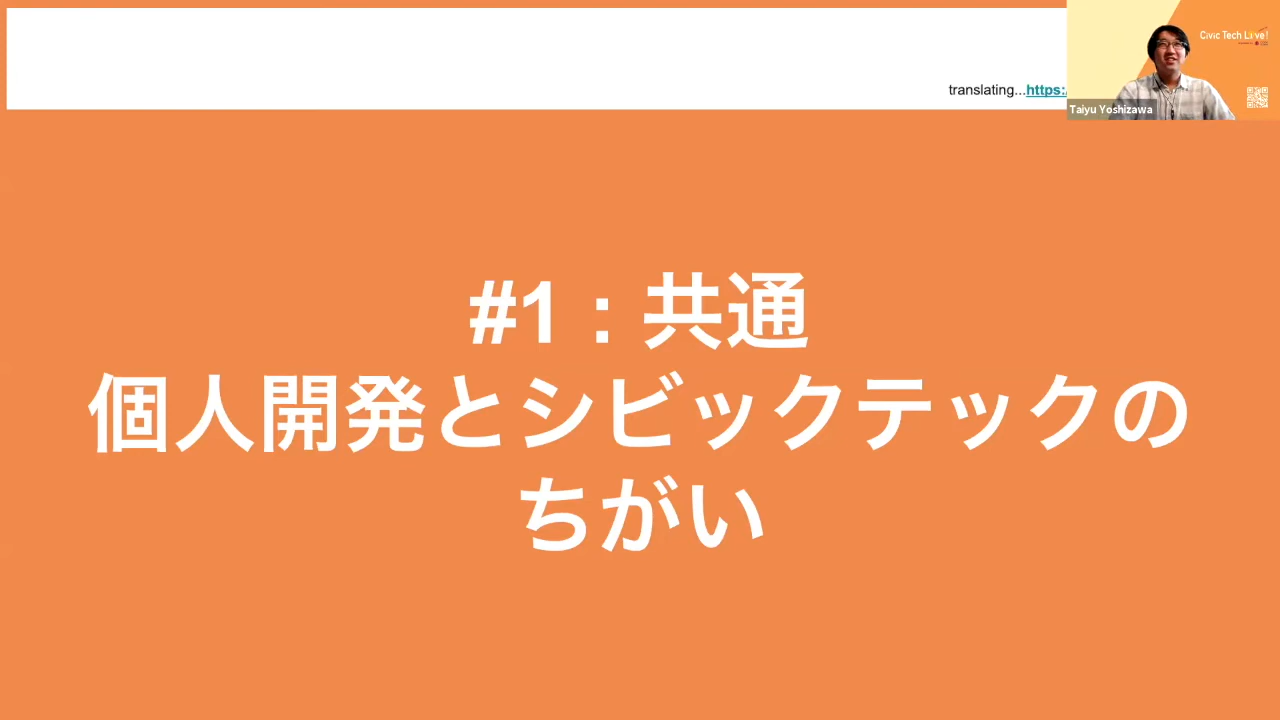 translating...https:/
Civic Tech Live!
Taiyu Yoshizawa
#1：共通
個人開発とシビックテックの
ちがい